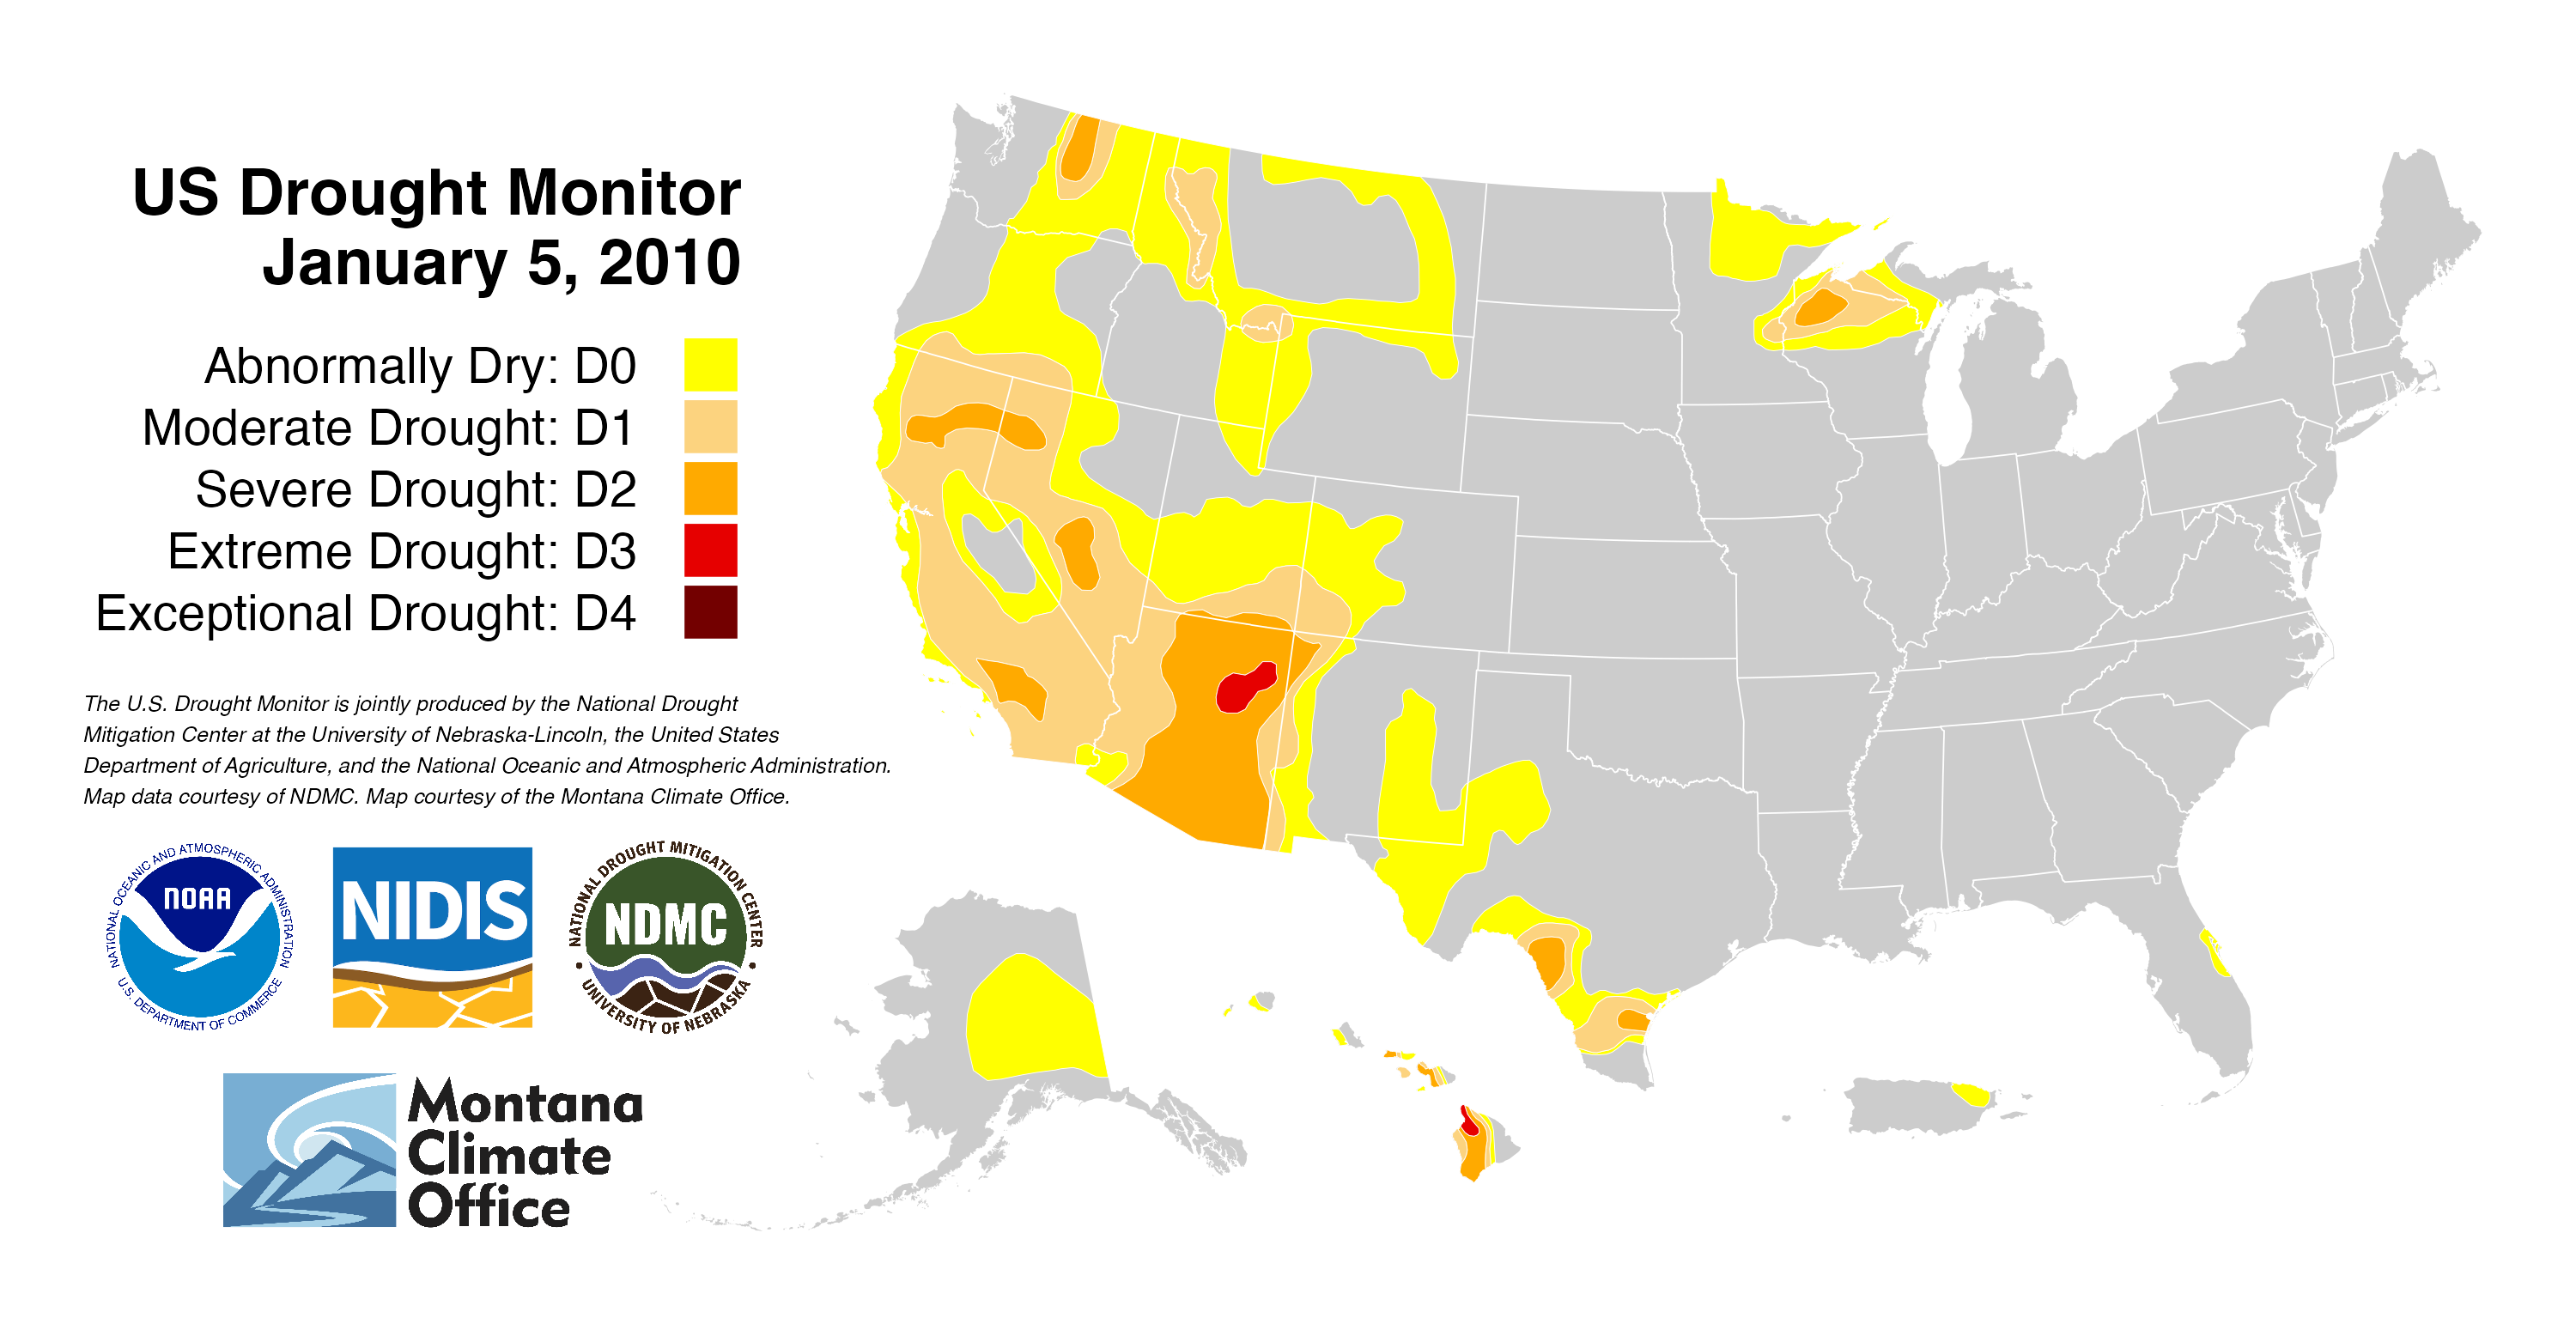 US Drought Monitor
January 5, 2010
Abnormally Dry: D0
Moderate Drought: D1
Severe Drought: D2
Extreme Drought: D3
Exceptional Drought: D4
The U.S. Drought Monitor is jointly produced by the National Drought
Mitigation Center at the University of Nebraska-Lincoln, the United States
Department of Agriculture, and the National Oceanic and Atmospheric Administration.
Map data courtesy of NDMC. Map courtesy of the Montana Climate Office.
NATIONAL OCEANIC AND ATMOSPHERIC ADMINISTRATION
NOAA
U.S. DEPARTMENT OF COMMERCE
NIDIS
NATIONAL DROUGHT MITIGATION CENTER
NDMC
• UNIVERSITY OF NEBRASKA •
Montana
Climate
Office